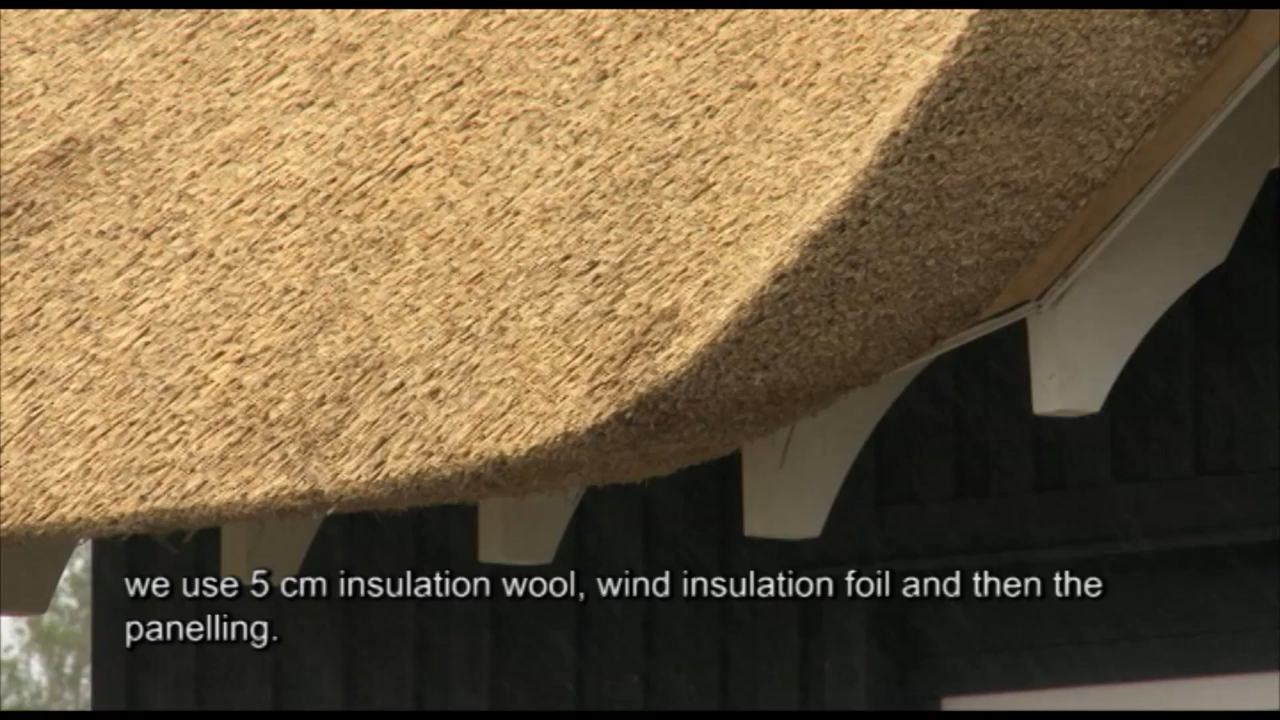 we use 5 cm insulation wool, wind insulation foil and then the
panelling.